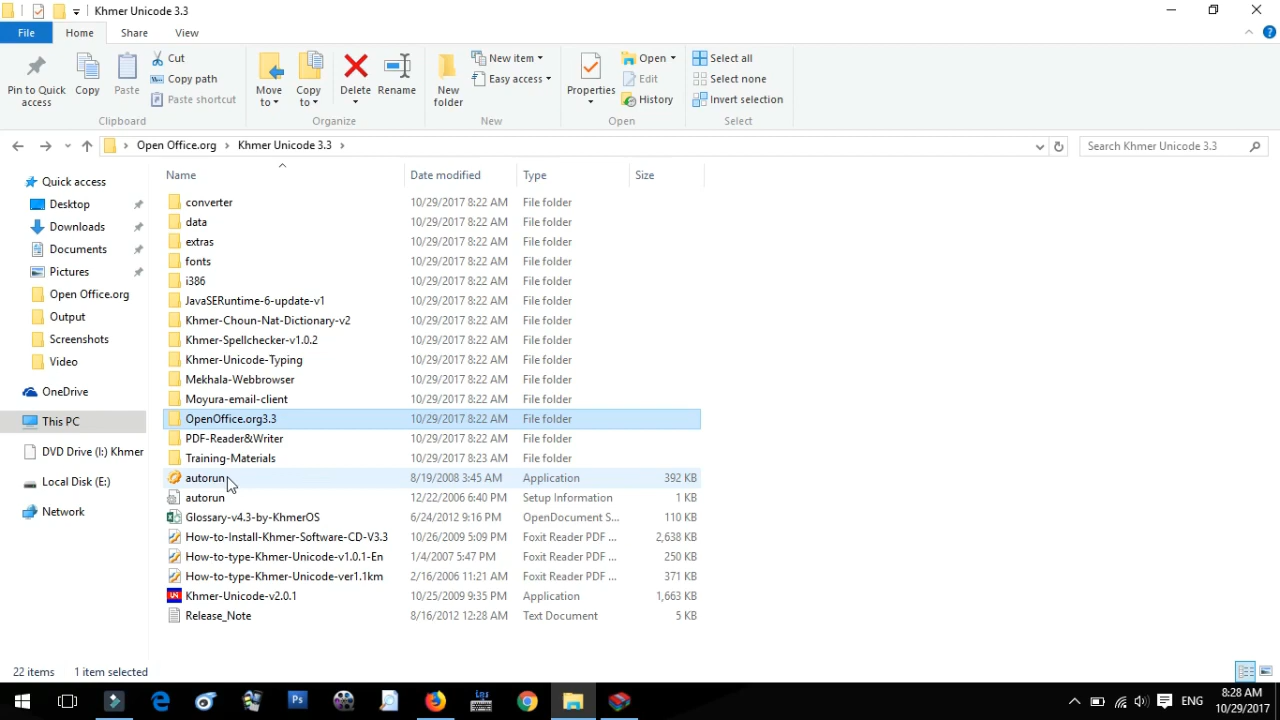 Khmer Unicode 3.3
File Home Share View
Pin to Quick access
Copy
Paste
Cut
Copy path
Paste shortcut
Clipboard
Move to
Copy to
Delete
Rename
Organize
New folder
New item
Easy access
New
Properties
Open
Edit
History
Open
Select all
Select none
Invert selection
Select
Open Office.org Khmer Unicode 3.3
Search Khmer Unicode 3.3
Quick access
Desktop
Downloads
Documents
Pictures
Open Office.org
Output
Screenshots
Video
OneDrive
This PC
DVD Drive (I:) Khmer
Local Disk (E:)
Network
Name Date modified Type Size
converter 10/29/2017 8:22 AM File folder
data 10/29/2017 8:22 AM File folder
extras 10/29/2017 8:22 AM File folder
fonts 10/29/2017 8:22 AM File folder
i386 10/29/2017 8:22 AM File folder
JavaSERuntime-6-update-v1 10/29/2017 8:22 AM File folder
Khmer-Choun-Nat-Dictionary-v2 10/29/2017 8:22 AM File folder
Khmer-Spellchecker-v1.0.2 10/29/2017 8:22 AM File folder
Khmer-Unicode-Typing 10/29/2017 8:22 AM File folder
Mekhala-Webbrowser 10/29/2017 8:22 AM File folder
Moyura-email-client 10/29/2017 8:22 AM File folder
OpenOffice.org3.3 10/29/2017 8:22 AM File folder
PDF-Reader&Writer 10/29/2017 8:22 AM File folder
Training-Materials 10/29/2017 8:23 AM File folder
autorun 8/19/2008 3:45 AM Application 392 KB
autorun 12/22/2006 6:40 PM Setup Information 1 KB
Glossary-v4.3-by-KhmerOS 6/24/2012 9:16 PM OpenDocument S... 110 KB
How-to-Install-Khmer-Software-CD-V3.3 10/26/2009 5:09 PM Foxit Reader PDF ... 2,638 KB
How-to-type-Khmer-Unicode-v1.0.1-En 1/4/2007 5:47 PM Foxit Reader PDF ... 250 KB
How-to-type-Khmer-Unicode-ver1.1km 2/16/2006 11:21 AM Foxit Reader PDF ... 371 KB
Khmer-Unicode-v2.0.1 10/25/2009 9:35 PM Application 1,663 KB
Release_Note 8/16/2012 12:28 AM Text Document 5 KB
22 items 1 item selected
Ps
ENG
8:28 AM
10/29/2017